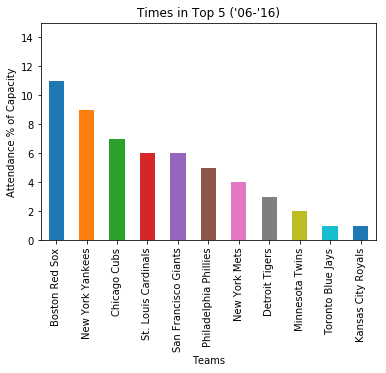 Times in Top 5 ('06-'16)
Attendance % of Capacity
14
12
10
8
6
4
2
0
Boston Red Sox
New York Yankees
Chicago Cubs
St. Louis Cardinals
San Francisco Giants
Philadelphia Phillies
New York Mets
Detroit Tigers
Minnesota Twins
Toronto Blue Jays
Kansas City Royals
Teams